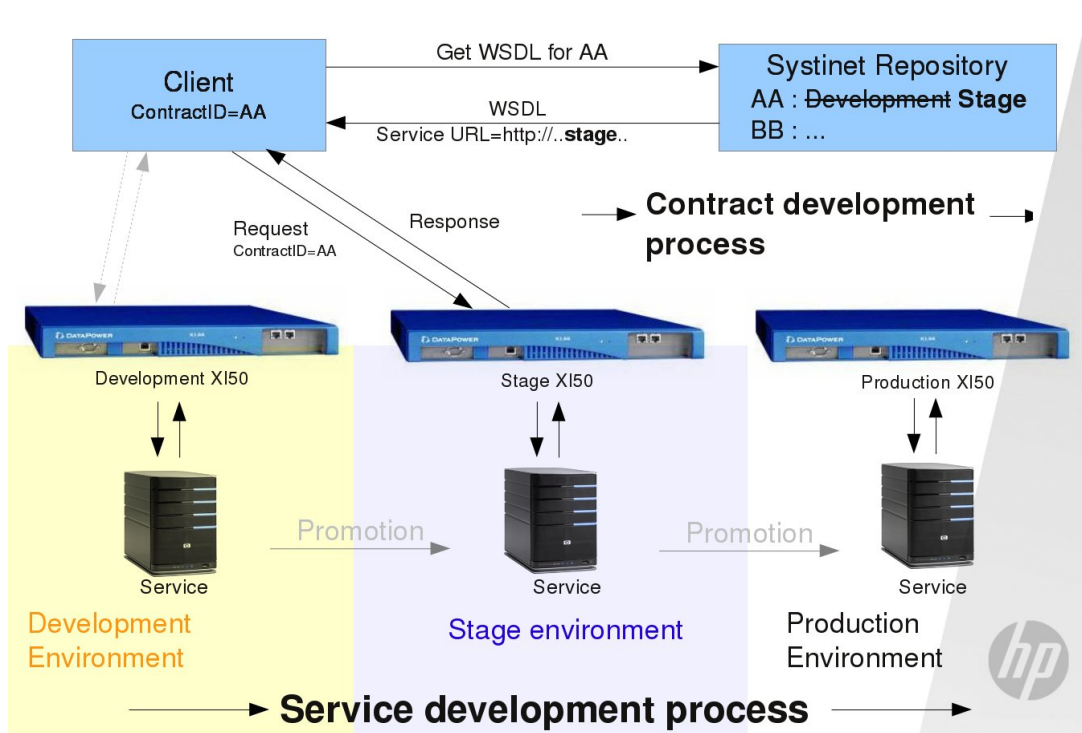 Get WSDL for AA
Client
ContractID=AA
Systinet Repository
AA : Development Stage
BB : ...
WSDL
Service URL=http://..stage..
Request
ContractID=AA
Response
Contract development
process
DATAPOWER
DATAPOWER
DATAPOWER
Development XI50
Stage XI50
Production XI50
Promotion
Promotion
Service
Service
Service
Development
Environment
Stage environment
Production
Environment
hp
Service development process